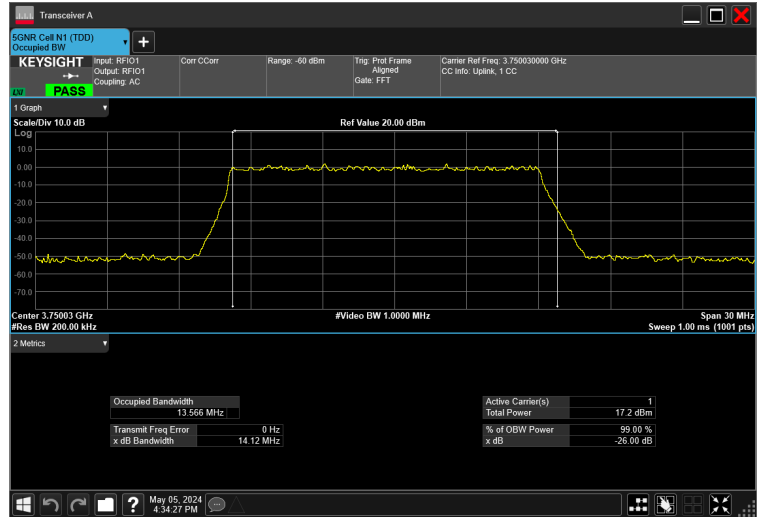 Transceiver A
5GNR Cell N1 (TDD)
Occupied BW
KEYSIGHT
LXI
PASS
Input: RFIO1
Output: RFIO1
Coupling: AC
Corr CCorr
Range: -60 dBm
Trig: Prot Frame
Aligned
Gate: FFT
Carrier Ref Freq: 3.750030000 GHz
CC Info: Uplink, 1 CC
1 Graph
Scale/Div 10.0 dB
Ref Value 20.00 dBm
Log
10.0
0.00
-10.0
-20.0
-30.0
-40.0
-50.0
-60.0
-70.0
Center 3.75003 GHz
#Video BW 1.0000 MHz
Span 30 MHz
#Res BW 200.00 kHz
Sweep 1.00 ms (1001 pts)
2 Metrics
Occupied Bandwidth
13.566 MHz
Transmit Freq Error 0 Hz
x dB Bandwidth 14.12 MHz
Active Carrier(s) 1
Total Power 17.2 dBm
% of OBW Power 99.00 %
x dB -26.00 dB
?
May 05, 2024
4:34:27 PM